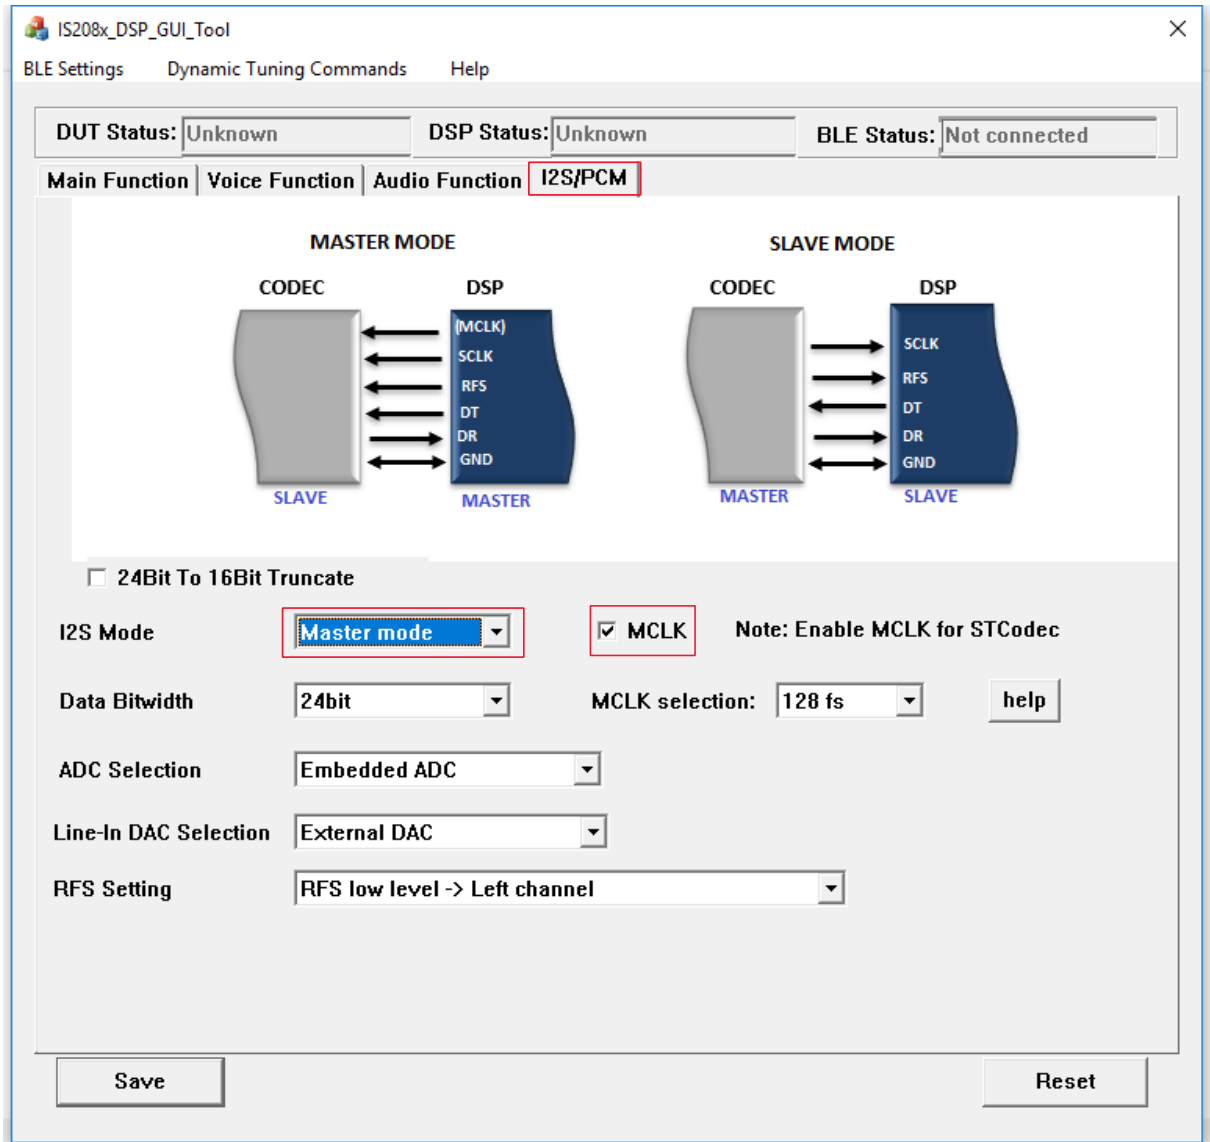 IS208x_DSP_GUI_Tool
BLE Settings Dynamic Tuning Commands Help
DUT Status: Unknown DSP Status: Unknown BLE Status: Not connected
Main Function Voice Function Audio Function I2S/PCM
MASTER MODE SLAVE MODE
CODEC DSP CODEC DSP
(MCLK)
SCLK SCLK
RFS RFS
DT DT
DR DR
GND GND
SLAVE MASTER MASTER SLAVE
24Bit To 16Bit Truncate
I2S Mode Master mode MCLK Note: Enable MCLK for STCodec
Data Bitwidth 24bit MCLK selection: 128 fs help
ADC Selection Embedded ADC
Line-In DAC Selection External DAC
RFS Setting RFS low level -> Left channel
Save Reset